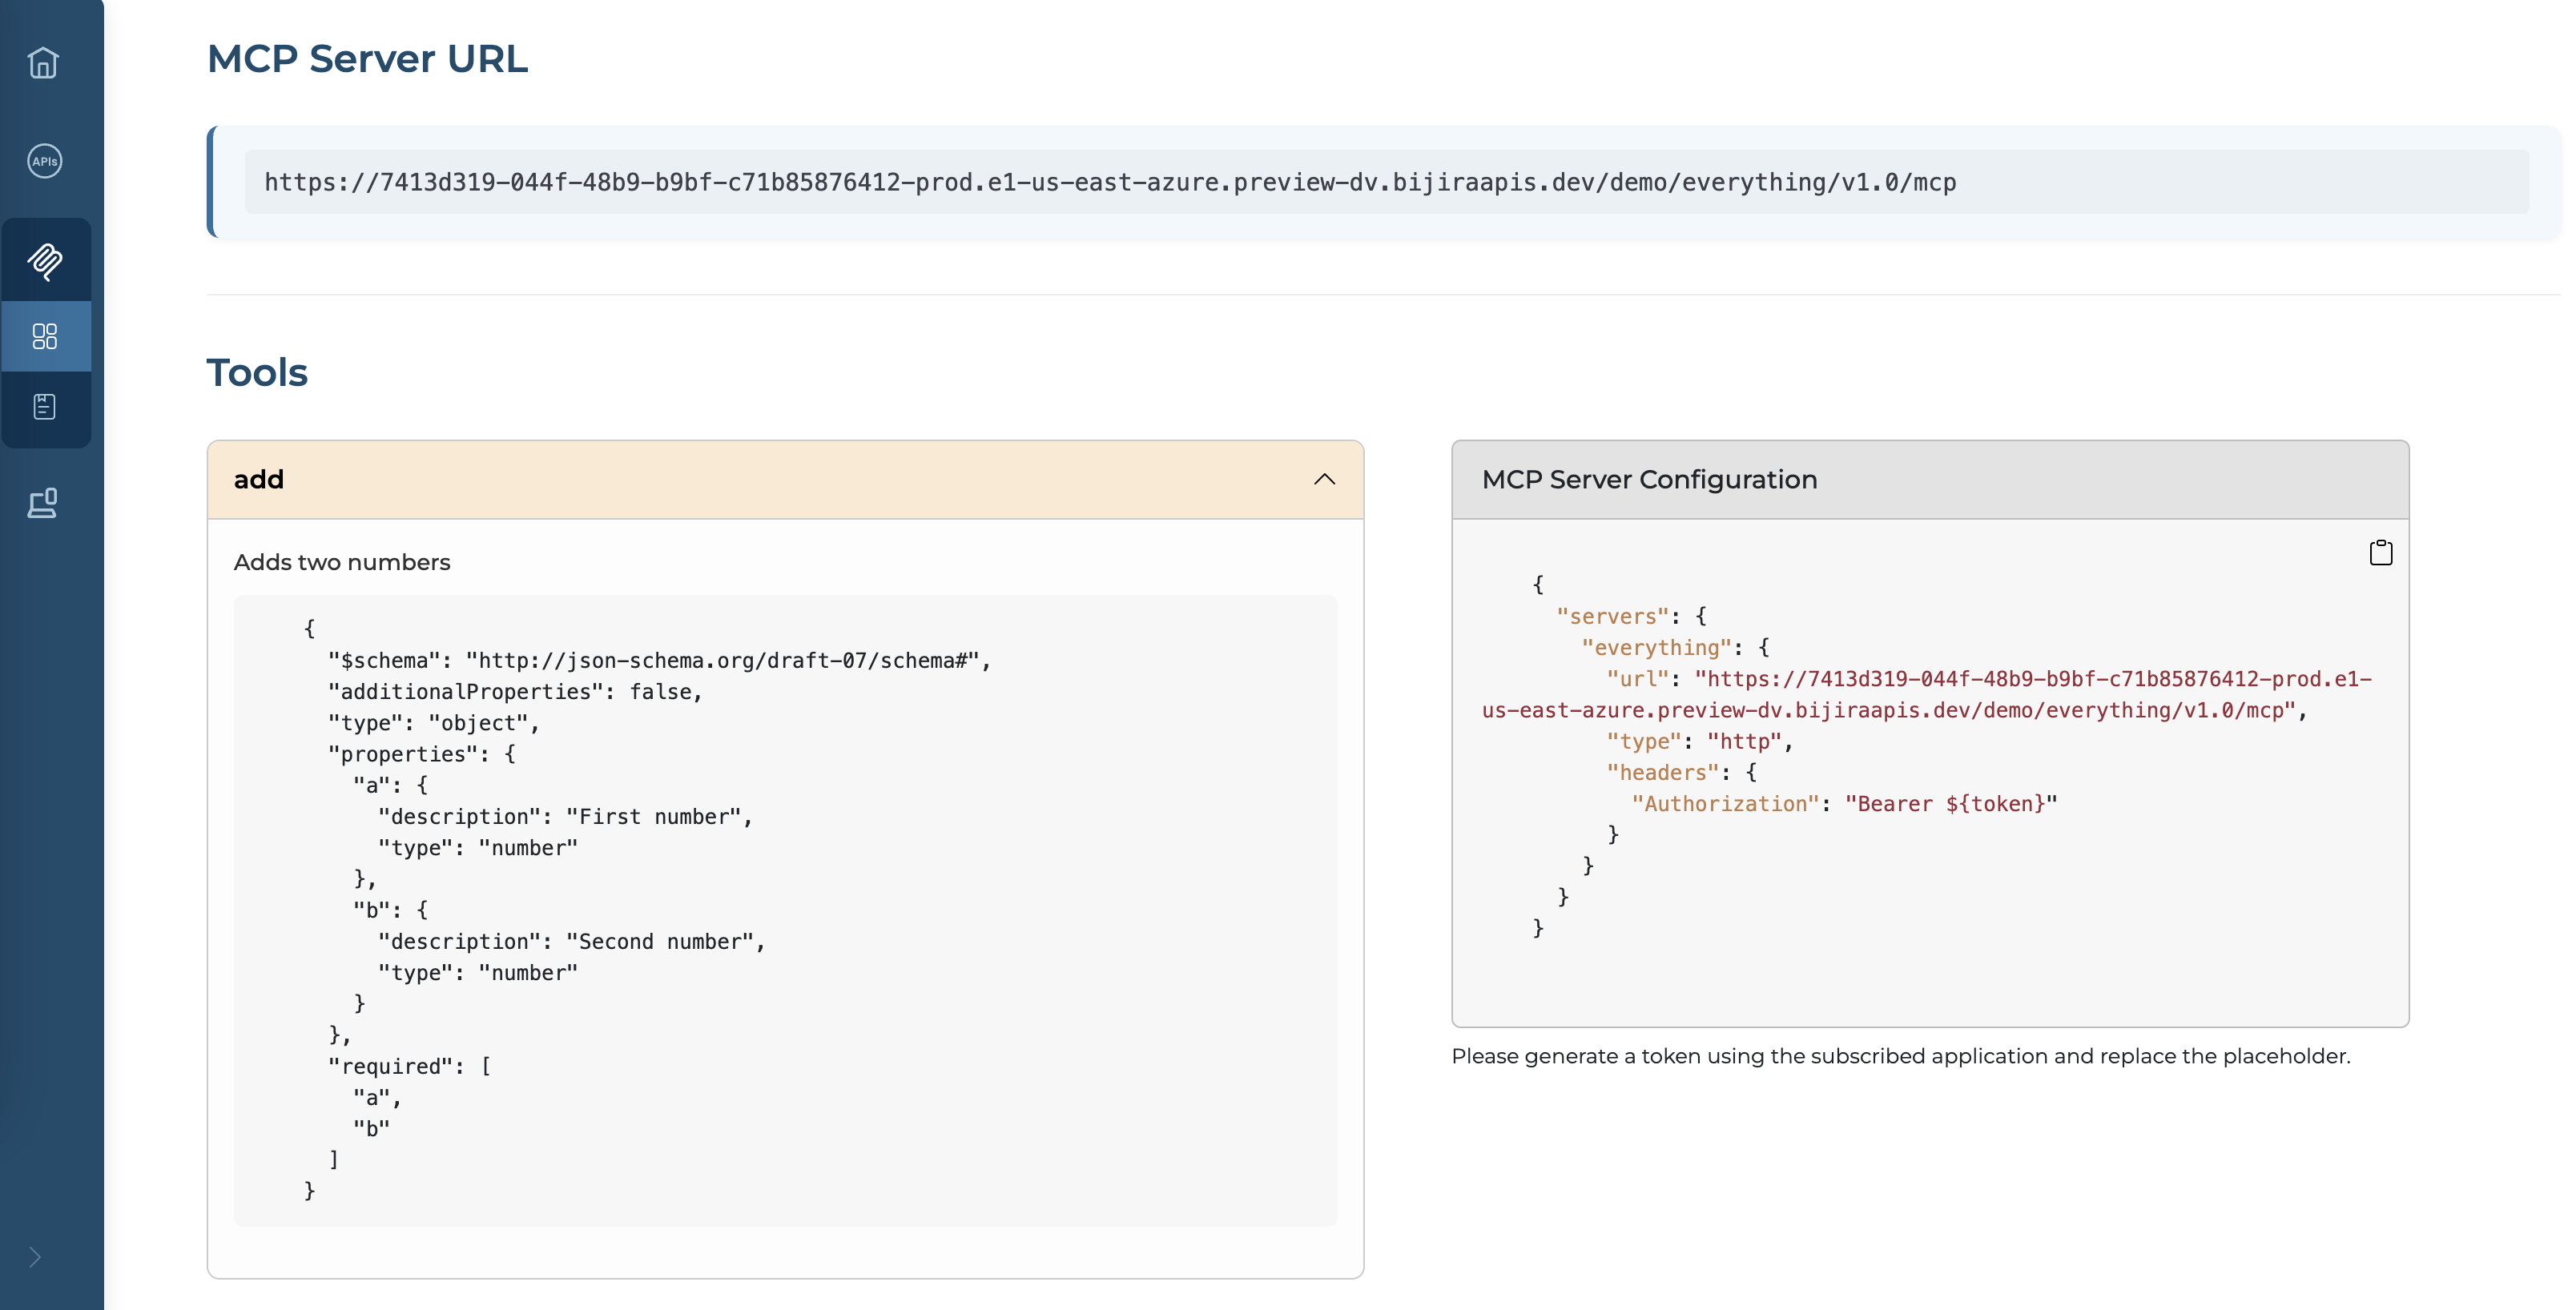 APIs
MCP Server URL
https://7413d319-044f-48b9-b9bf-c71b85876412-prod.e1-us-east-azure.preview-dv.bijiraapis.dev/demo/everything/v1.0/mcp
Tools
add
Adds two numbers
{
  "$schema": "http://json-schema.org/draft-07/schema#",
  "additionalProperties": false,
  "type": "object",
  "properties": {
    "a": {
      "description": "First number",
      "type": "number"
    },
    "b": {
      "description": "Second number",
      "type": "number"
    }
  },
  "required": [
    "a",
    "b"
  ]
}
MCP Server Configuration
{
  "servers": {
    "everything": {
      "url": "https://7413d319-044f-48b9-b9bf-c71b85876412-prod.e1-
us-east-azure.preview-dv.bijiraapis.dev/demo/everything/v1.0/mcp",
      "type": "http",
      "headers": {
        "Authorization": "Bearer ${token}"
      }
    }
  }
}
Please generate a token using the subscribed application and replace the placeholder.